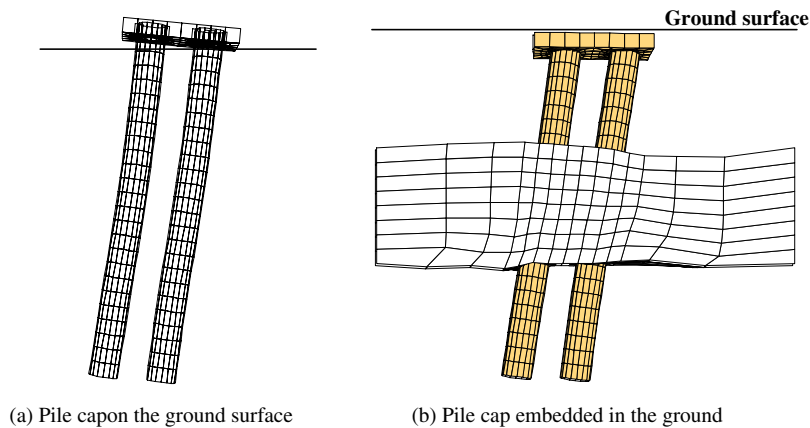 Ground surface
(a) Pile capon the ground surface
(b) Pile cap embedded in the ground